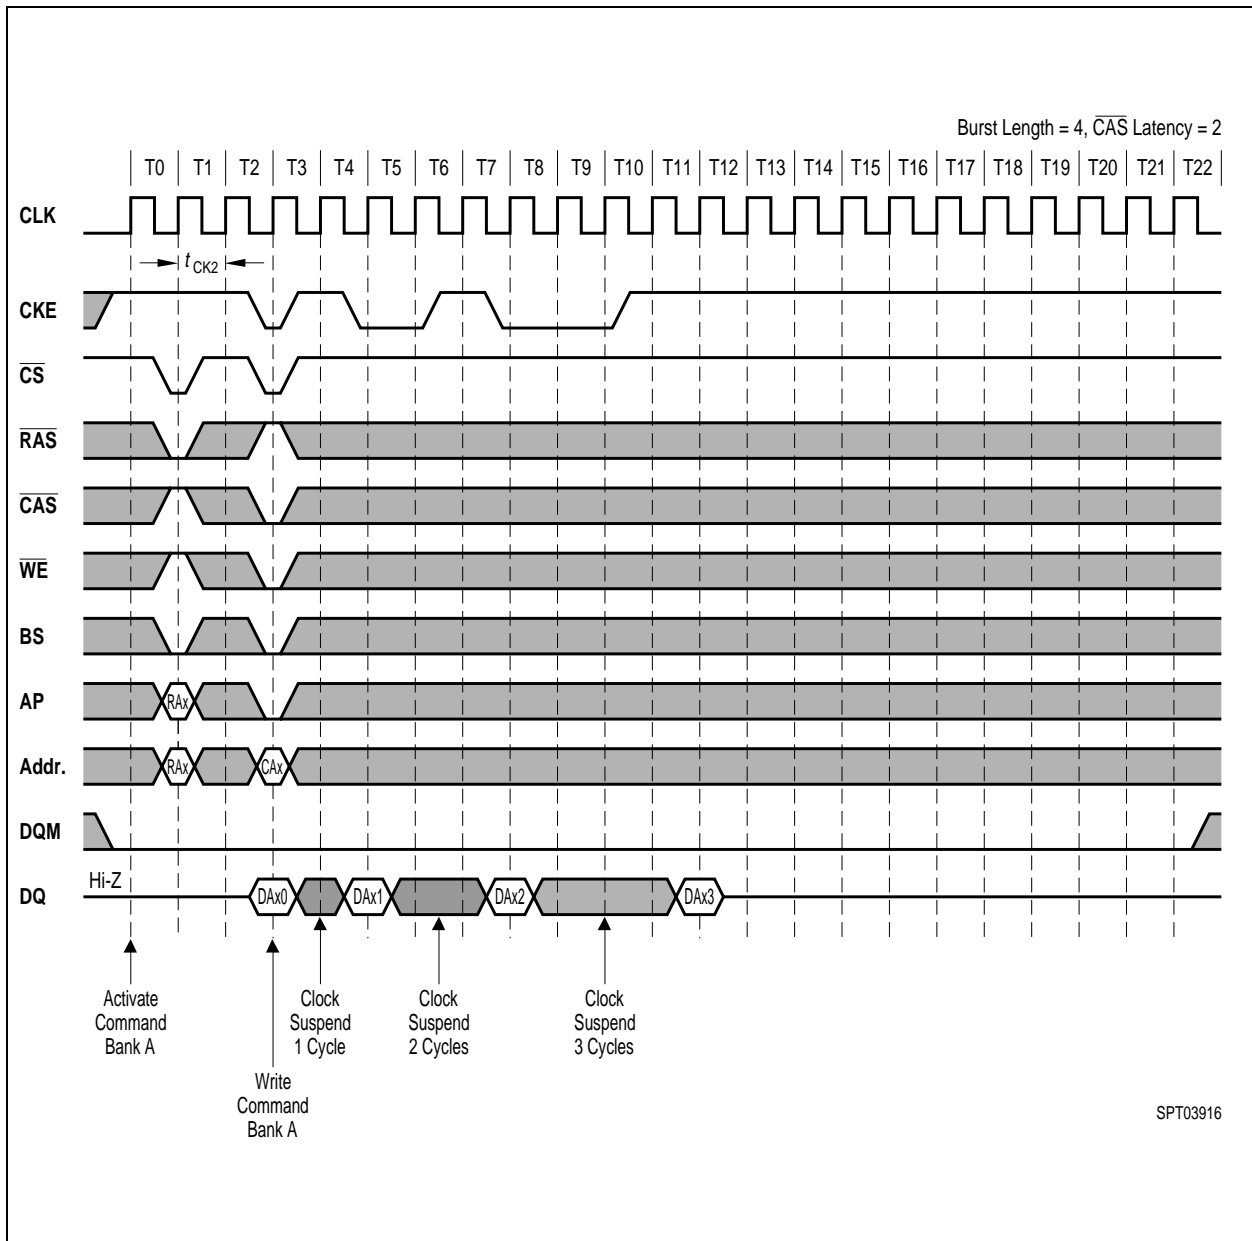 Burst Length = 4, CAS Latency = 2
T0 T1 T2 T3 T4 T5 T6 T7 T8 T9 T10 T11 T12 T13 T14 T15 T16 T17 T18 T19 T20 T21 T22
CLK
t CK2
CKE
CS
RAS
CAS
WE
BS
AP
RAx
Addr.
RAx CAx
DQM
Hi-Z
DQ
DAx0 DAx1 DAx2 DAx3
Activate
Command
Bank A
Clock
Suspend
1 Cycle
Clock
Suspend
2 Cycles
Clock
Suspend
3 Cycles
Write
Command
Bank A
SPT03916